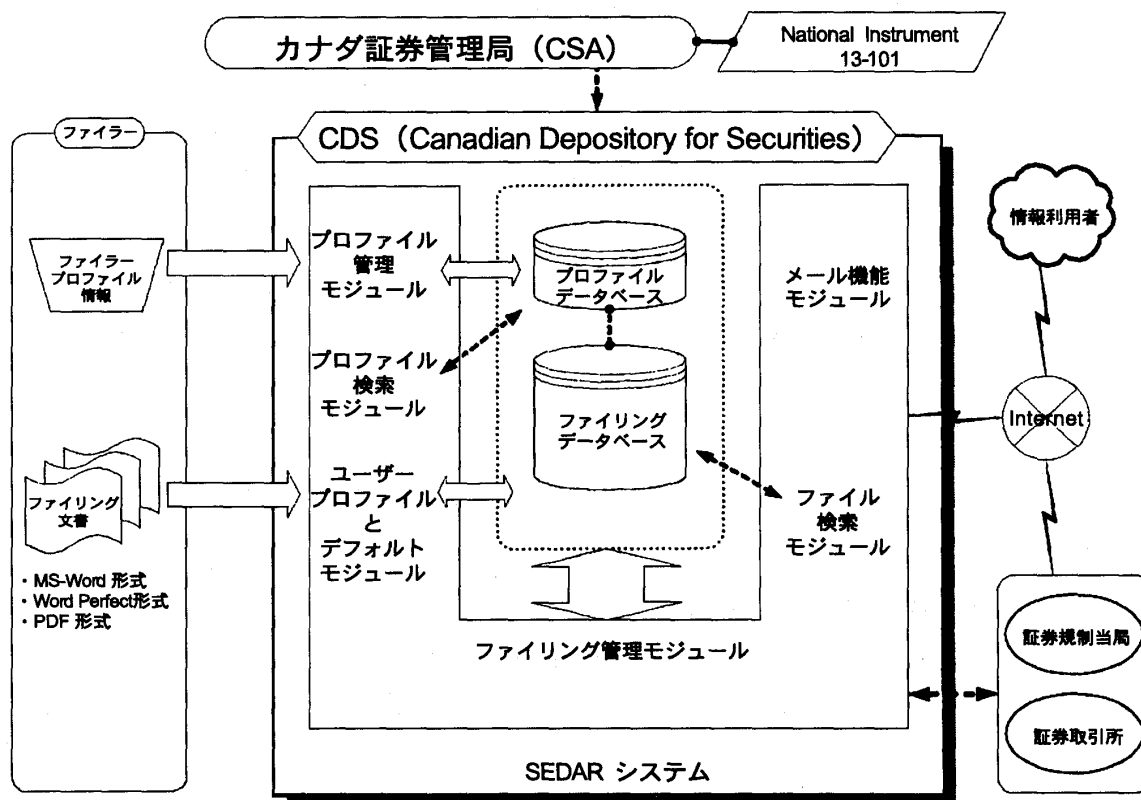 カナダ証券管理局（CSA）
National Instrument
13-101
ファイラー
CDS（Canadian Depository for Securities）
ファイラー
プロファイル
情報
プロファイル
管理
モジュール
プロファイル
データベース
メール機能
モジュール
情報利用者
プロファイル
検索
モジュール
ファイリング
データベース
Internet
ファイリング
文書
・MS-Word 形式
・Word Perfect形式
・PDF 形式
ユーザー
プロファイル
と
デフォルト
モジュール
ファイル
検索
モジュール
ファイリング管理モジュール
証券規制当局
証券取引所
SEDAR システム